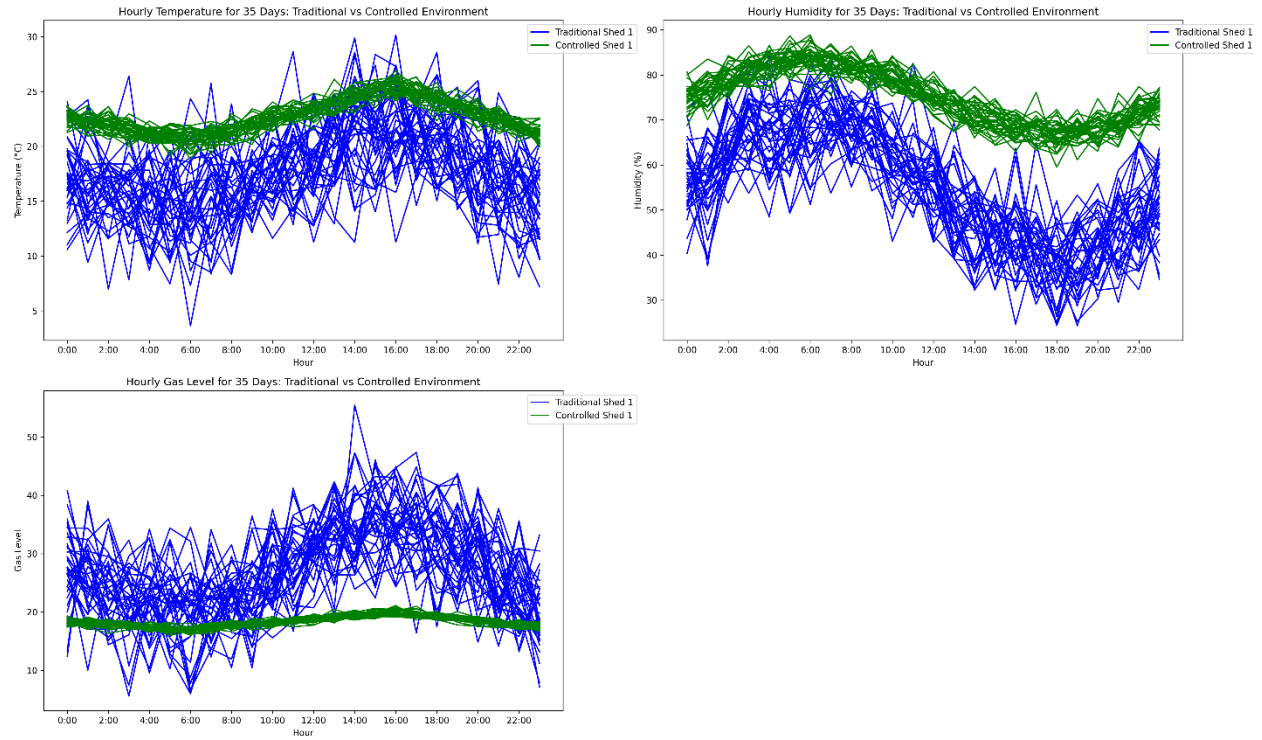 Hourly Temperature for 35 Days: Traditional vs Controlled Environment
Traditional Shed 1
Controlled Shed 1
30
25
20
15
10
5
Temperature (°C)
0:00 2:00 4:00 6:00 8:00 10:00 12:00 14:00 16:00 18:00 20:00 22:00
Hour
Hourly Humidity for 35 Days: Traditional vs Controlled Environment
Traditional Shed 1
Controlled Shed 1
90
80
70
60
50
40
30
Humidity (%)
0:00 2:00 4:00 6:00 8:00 10:00 12:00 14:00 16:00 18:00 20:00 22:00
Hour
Hourly Gas Level for 35 Days: Traditional vs Controlled Environment
Traditional Shed 1
Controlled Shed 1
50
40
30
20
10
Gas Level
0:00 2:00 4:00 6:00 8:00 10:00 12:00 14:00 16:00 18:00 20:00 22:00
Hour